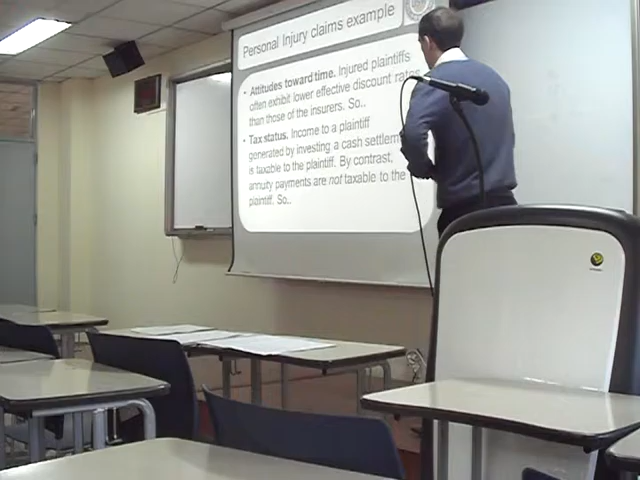 Personal Injury claims example
• Attitudes toward time. Injured plaintiffs
often exhibit lower effective discount rates
than those of the insurers. So..
• Tax status. Income to a plaintiff
generated by investing a cash settlem
is taxable to the plaintiff. By contrast,
annuity payments are not taxable to the
plaintiff. So..